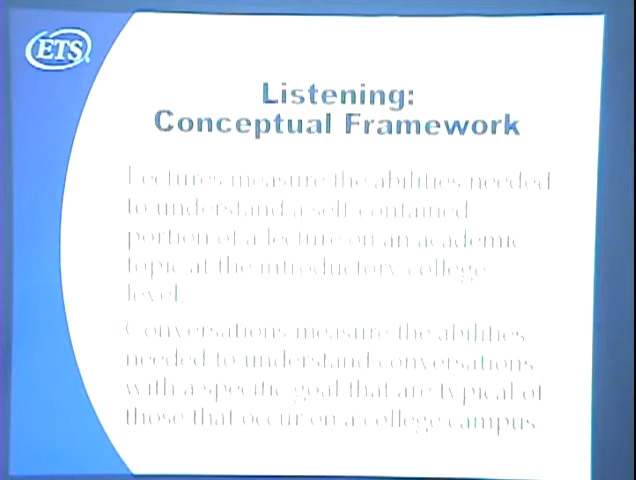 ETS
Listening:
Conceptual Framework
Lectures measure the abilities needed
to understand a self-contained
portion of a lecture on an academic
topic at the introductory college
level
Conversations measure the abilities
needed to understand conversations
with a specific goal that are typical of
those that occur on a college campus